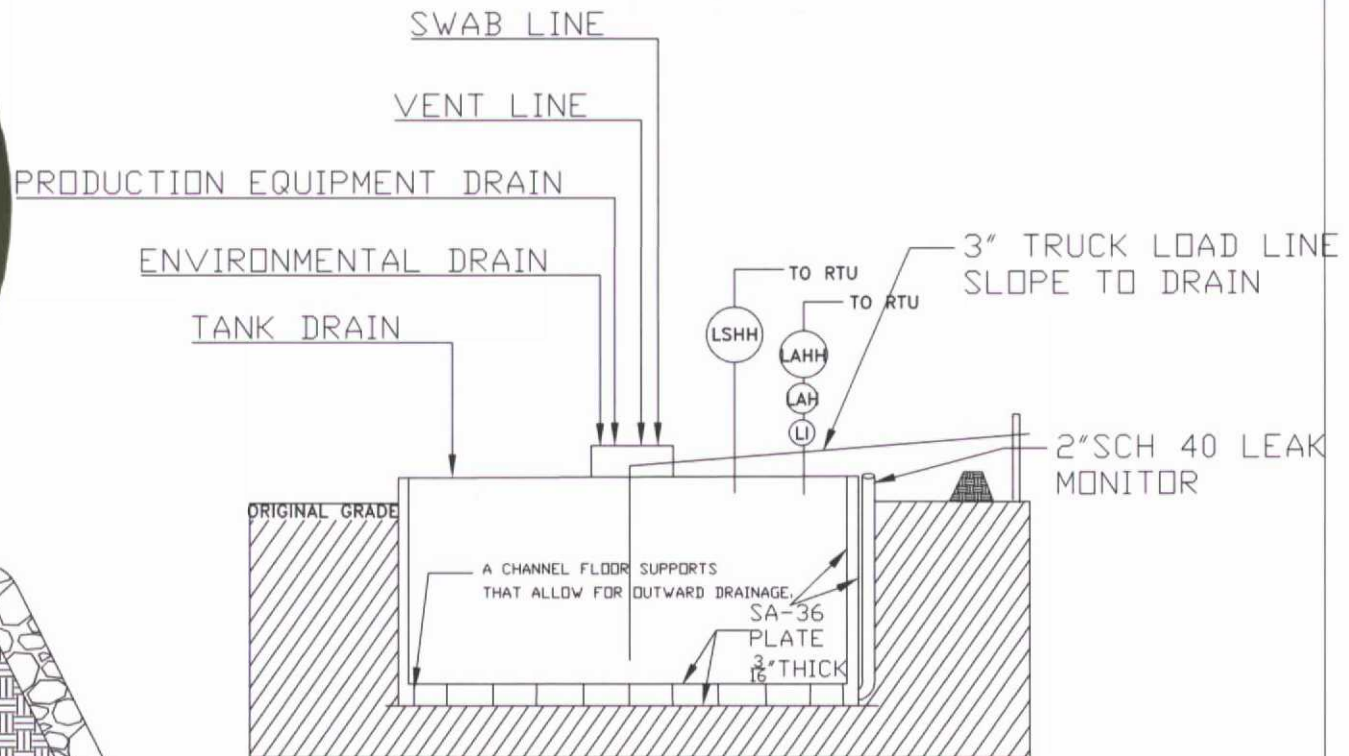 SWAB LINE
VENT LINE
PRODUCTION EQUIPMENT DRAIN
ENVIRONMENTAL DRAIN
TANK DRAIN
TO RTU
TO RTU
3" TRUCK LOAD LINE
SLOPE TO DRAIN
LSHH
LAHH
LAH
LI
2"SCH 40 LEAK
MONITOR
ORIGINAL GRADE
A CHANNEL FLOOR SUPPORTS
THAT ALLOW FOR OUTWARD DRAINAGE.
SA-36
PLATE
3/16"THICK